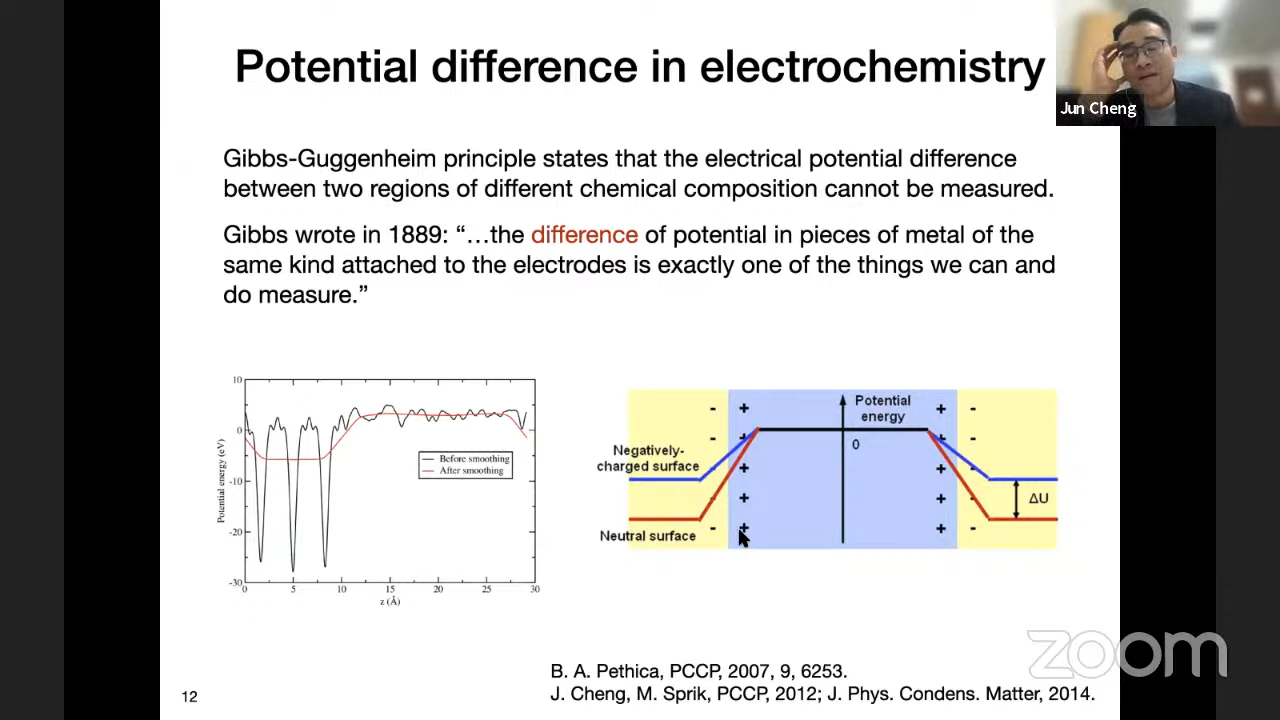 Potential difference in electrochemistry
Jun Cheng
Gibbs-Guggenheim principle states that the electrical potential difference
between two regions of different chemical composition cannot be measured.
Gibbs wrote in 1889: “…the difference of potential in pieces of metal of the
same kind attached to the electrodes is exactly one of the things we can and
do measure.”
10
0
-10
-20
-30
Potential energy (eV)
Before smoothing
After smoothing
0 5 10 15 20 25 30
z (Å)
Potential
energy
0
Negatively-
charged surface
ΔU
Neutral surface
- + + -
- + + -
+ +
- + + -
- + + -
zoom
B. A. Pethica, PCCP, 2007, 9, 6253.
12
J. Cheng, M. Sprik, PCCP, 2012; J. Phys. Condens. Matter, 2014.